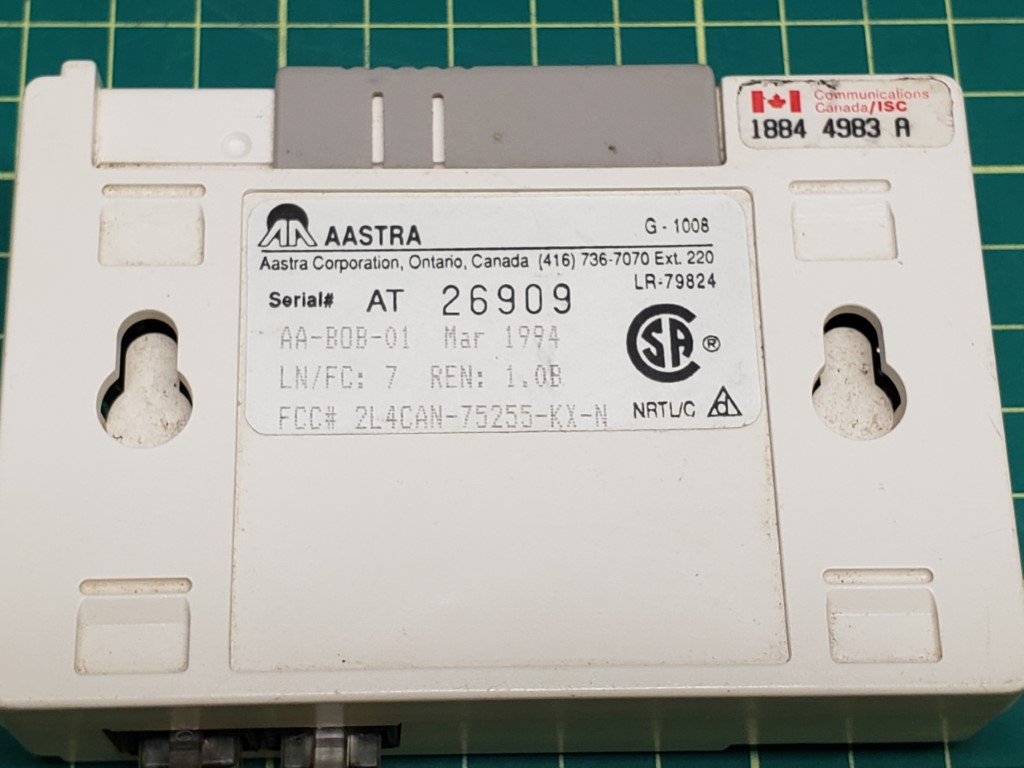 Communications
Canada/ISC
1884 4983 A
AASTRA
G - 1008
Aastra Corporation, Ontario, Canada (416) 736-7070 Ext. 220
LR-79824
Serial# AT 26909
AA-BOB-01 Mar 1994
LN/FC: 7 REN: 1.0B
FCC# 2L4CAN-75255-KX-N
CSA ®
NRTL/C